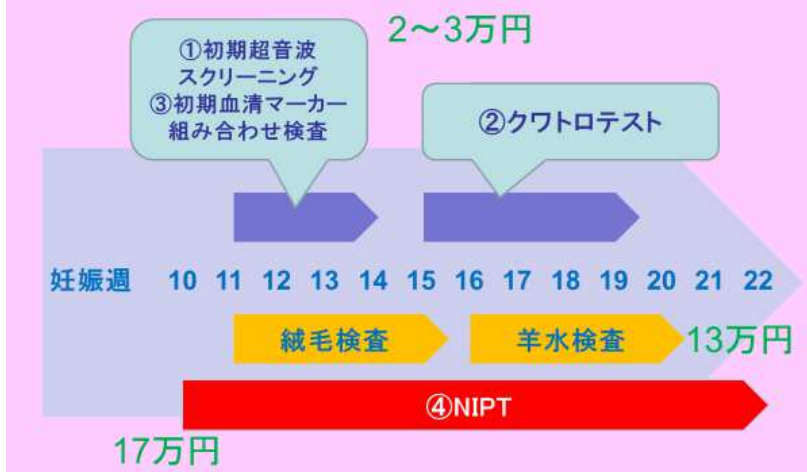 2～3万円
①初期超音波
スクリーニング
③初期血清マーカー
組み合わせ検査
②クワトロテスト
妊娠週 10 11 12 13 14 15 16 17 18 19 20 21 22
絨毛検査 羊水検査 13万円
④NIPT
17万円